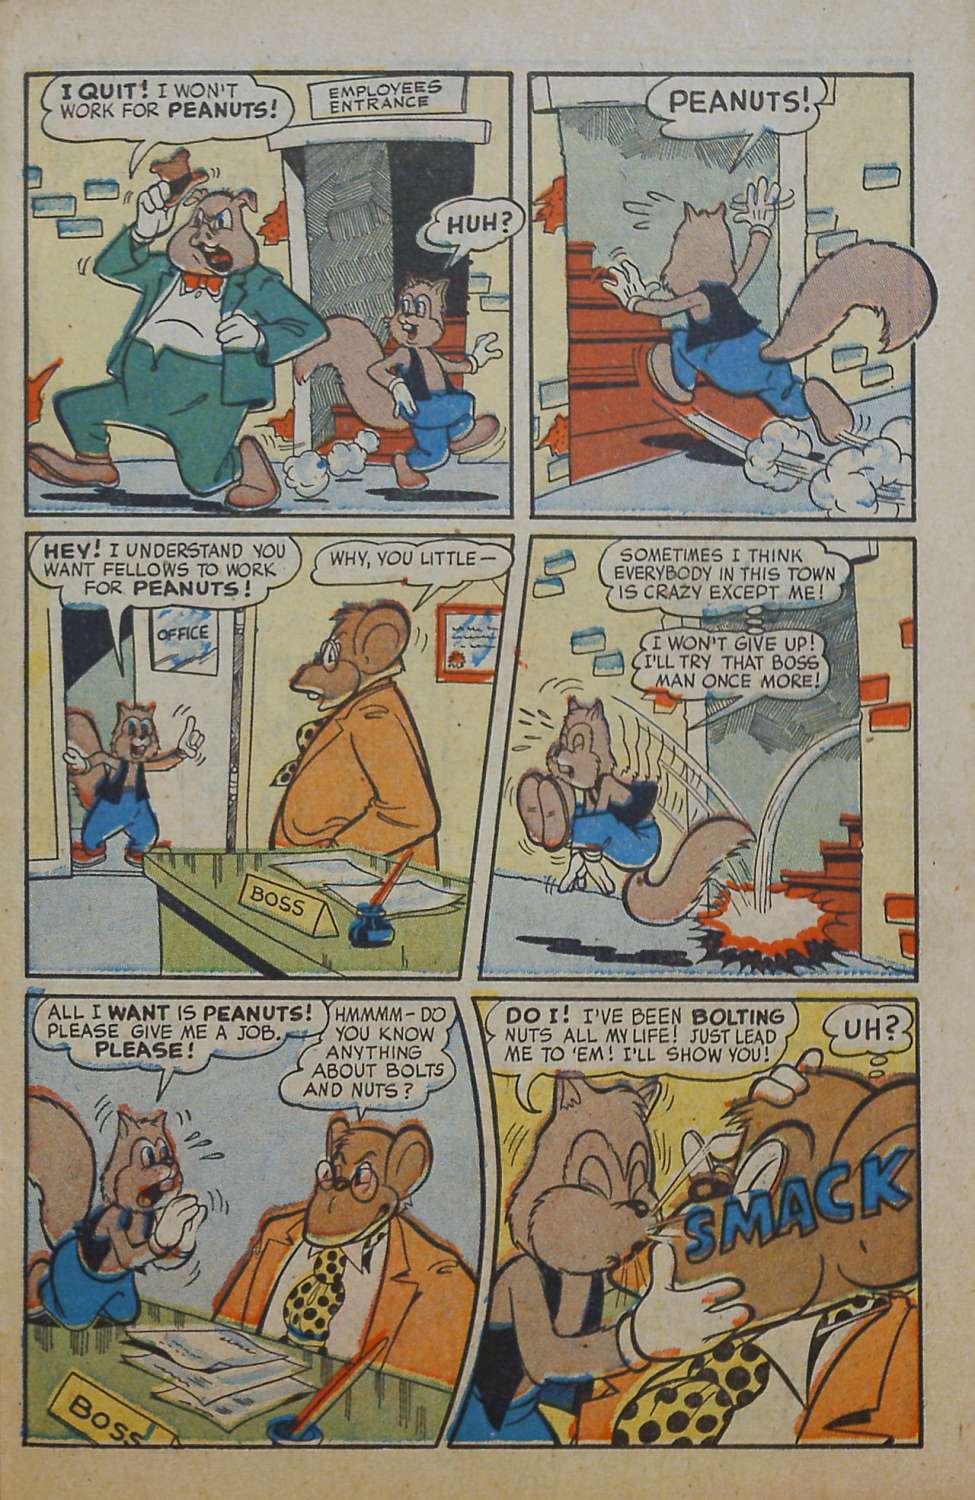 I QUIT! I WON'T
WORK FOR PEANUTS!
EMPLOYEES
ENTRANCE
HUH?
PEANUTS!
HEY! I UNDERSTAND YOU
WANT FELLOWS TO WORK
FOR PEANUTS!
WHY, YOU LITTLE—
OFFICE
BOSS
SOMETIMES I THINK
EVERYBODY IN THIS TOWN
IS CRAZY EXCEPT ME!
I WON'T GIVE UP!
I'LL TRY THAT BOSS
MAN ONCE MORE!
ALL I WANT IS PEANUTS!
PLEASE GIVE ME A JOB.
PLEASE!
HMMMM- DO
YOU KNOW
ANYTHING
ABOUT BOLTS
AND NUTS?
BOSS
DO I! I'VE BEEN BOLTING
NUTS ALL MY LIFE! JUST LEAD
ME TO 'EM! I'LL SHOW YOU!
UH?
SMACK